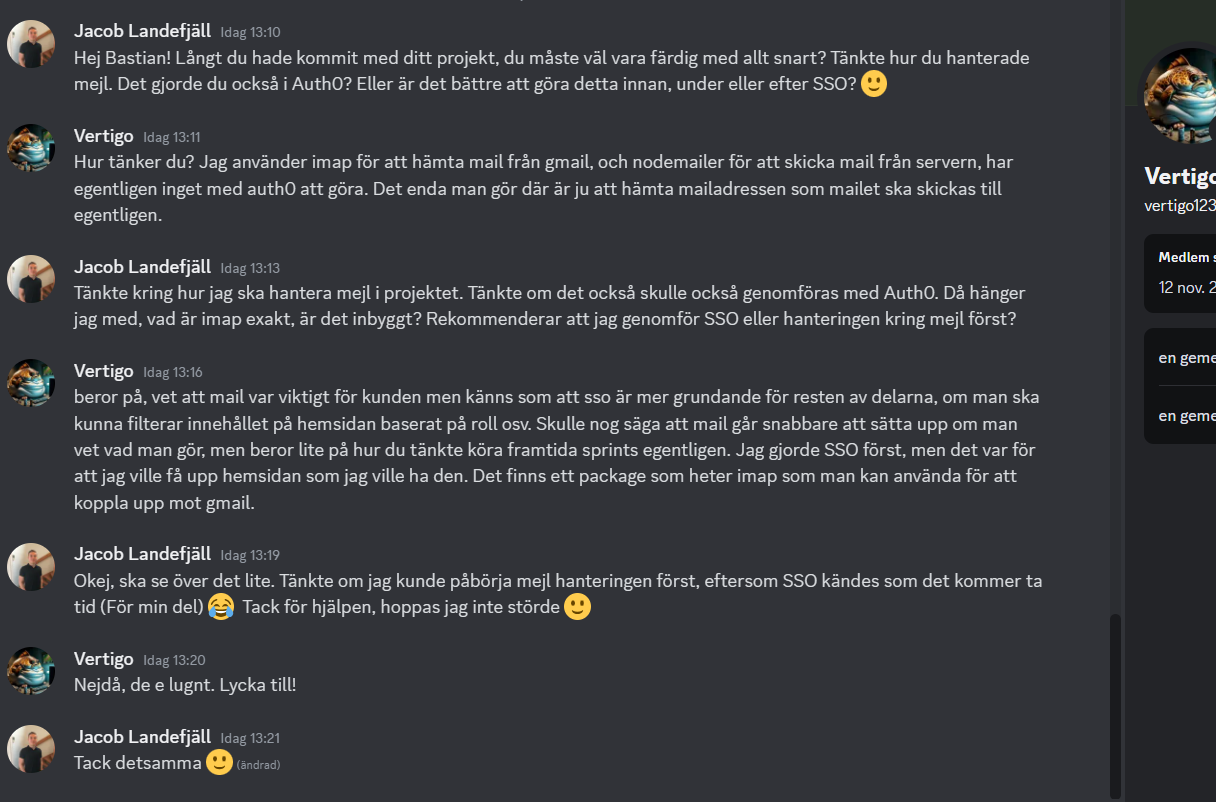 Jacob Landefjäll Idag 13:10
Hej Bastian! Långt du hade kommit med ditt projekt, du måste väl vara färdig med allt snart? Tänkte hur du hanterade
mejl. Det gjorde du också i Auth0? Eller är det bättre att göra detta innan, under eller efter SSO? 🙂
Vertigo Idag 13:11
Hur tänker du? Jag använder imap för att hämta mail från gmail, och nodemailer för att skicka mail från servern, har
egentligen inget med auth0 att göra. Det enda man gör där är ju att hämta mailadressen som mailet ska skickas till
egentligen.
Jacob Landefjäll Idag 13:13
Tänkte kring hur jag ska hantera mejl i projektet. Tänkte om det också skulle också genomföras med Auth0. Då hänger
jag med, vad är imap exakt, är det inbyggt? Rekommenderar att jag genomför SSO eller hanteringen kring mejl först?
Vertigo Idag 13:16
beror på, vet att mail var viktigt för kunden men känns som att sso är mer grundande för resten av delarna, om man ska
kunna filterar innehållet på hemsidan baserat på roll osv. Skulle nog säga att mail går snabbare att sätta upp om man
vet vad man gör, men beror lite på hur du tänkte köra framtida sprints egentligen. Jag gjorde SSO först, men det var för
att jag ville få upp hemsidan som jag ville ha den. Det finns ett package som heter imap som man kan använda för att
koppla upp mot gmail.
Jacob Landefjäll Idag 13:19
Okej, ska se över det lite. Tänkte om jag kunde påbörja mejl hanteringen först, eftersom SSO kändes som det kommer ta
tid (För min del) 😂 Tack för hjälpen, hoppas jag inte störde 🙂
Vertigo Idag 13:20
Nejdå, de e lugnt. Lycka till!
Jacob Landefjäll Idag 13:21
Tack detsamma 🙂 (ändrad)
Vertigo
vertigo123
Medlem s
12 nov. 2
en geme
en geme